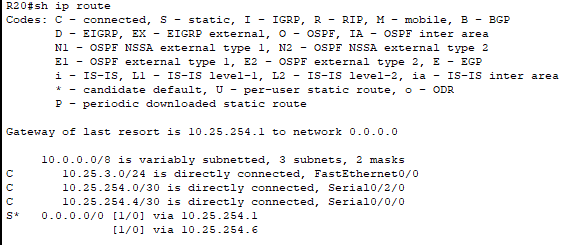 R20#sh ip route
Codes: C - connected, S - static, I - IGRP, R - RIP, M - mobile, B - BGP
       D - EIGRP, EX - EIGRP external, O - OSPF, IA - OSPF inter area
       N1 - OSPF NSSA external type 1, N2 - OSPF NSSA external type 2
       E1 - OSPF external type 1, E2 - OSPF external type 2, E - EGP
       i - IS-IS, L1 - IS-IS level-1, L2 - IS-IS level-2, ia - IS-IS inter area
       * - candidate default, U - per-user static route, o - ODR
       P - periodic downloaded static route
Gateway of last resort is 10.25.254.1 to network 0.0.0.0
     10.0.0.0/8 is variably subnetted, 3 subnets, 2 masks
C       10.25.3.0/24 is directly connected, FastEthernet0/0
C       10.25.254.0/30 is directly connected, Serial0/2/0
C       10.25.254.4/30 is directly connected, Serial0/0/0
S*   0.0.0.0/0 [1/0] via 10.25.254.1
               [1/0] via 10.25.254.6